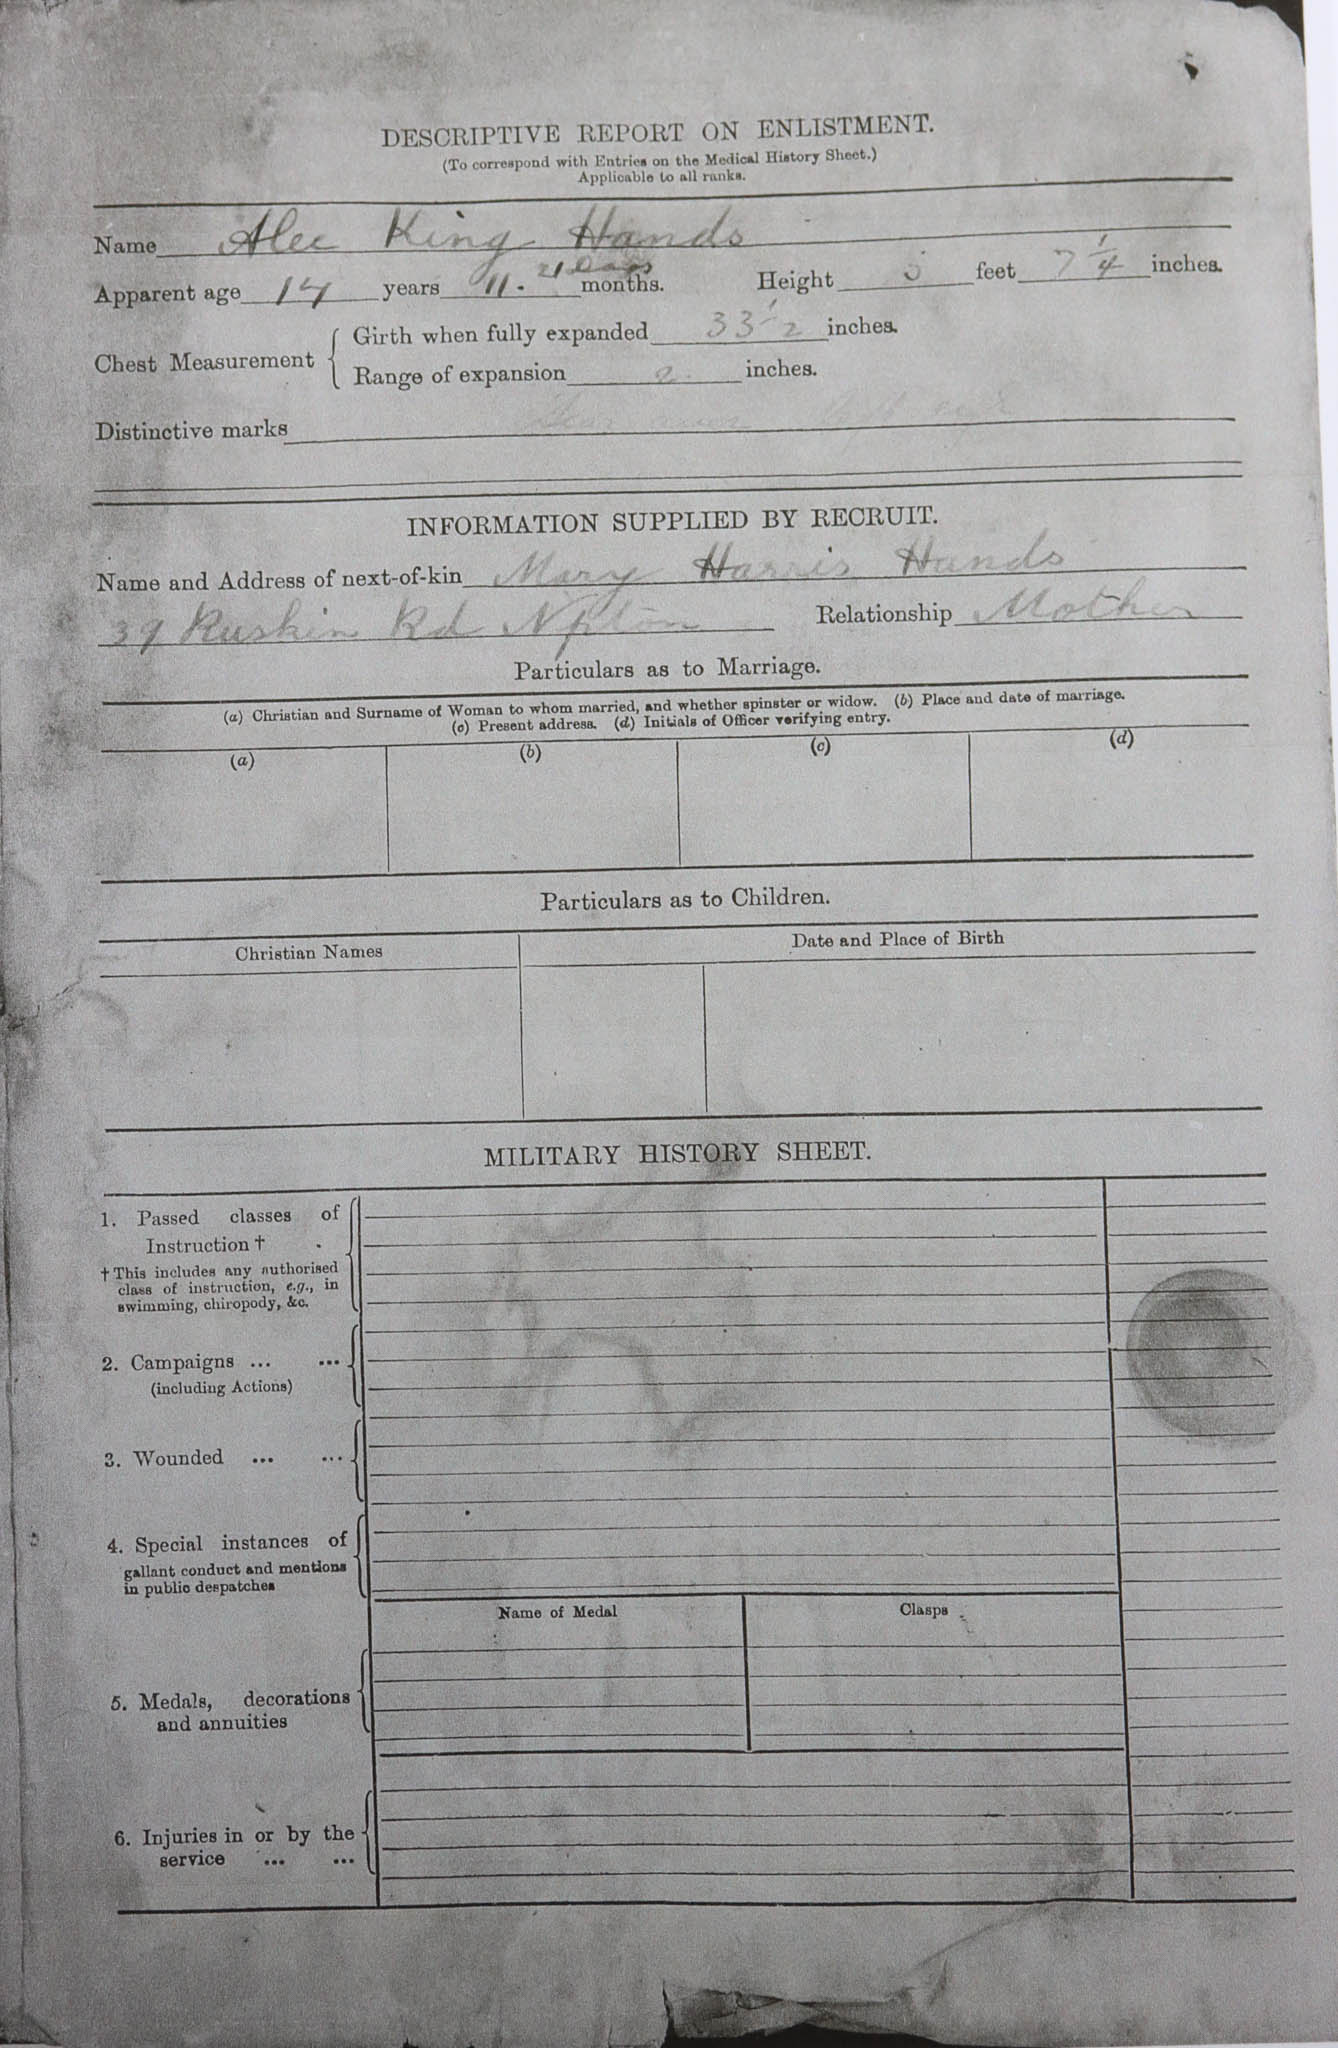 DESCRIPTIVE REPORT ON ENLISTMENT.
(To correspond with Entries on the Medical History Sheet.)
Applicable to all ranks.
Name Alec King Hands
Apparent age 17 years 11. 21 Days months. Height 5 feet 7 1/4 inches.
Chest Measurement { Girth when fully expanded 33 1/2 inches.
Range of expansion 2 inches.
Distinctive marks Scar over
INFORMATION SUPPLIED BY RECRUIT.
Name and Address of next-of-kin Mary Harris Hands
Ruskin Rd Npton Relationship Mother
Particulars as to Marriage.
(a) Christian and Surname of Woman to whom married, and whether spinster or widow. (b) Place and date of marriage.
(c) Present address. (d) Initials of Officer verifying entry.
(a) (b) (c) (d)
Particulars as to Children.
Christian Names Date and Place of Birth
MILITARY HISTORY SHEET.
1. Passed classes of
Instruction †
† This includes any authorised
class of instruction, e.g., in
swimming, chiropody, &c.
2. Campaigns ... ...
(including Actions)
3. Wounded ... ...
4. Special instances of
gallant conduct and mentions
in public despatches
Name of Medal Clasps
5. Medals, decorations
and annuities
6. Injuries in or by the
service ... ...